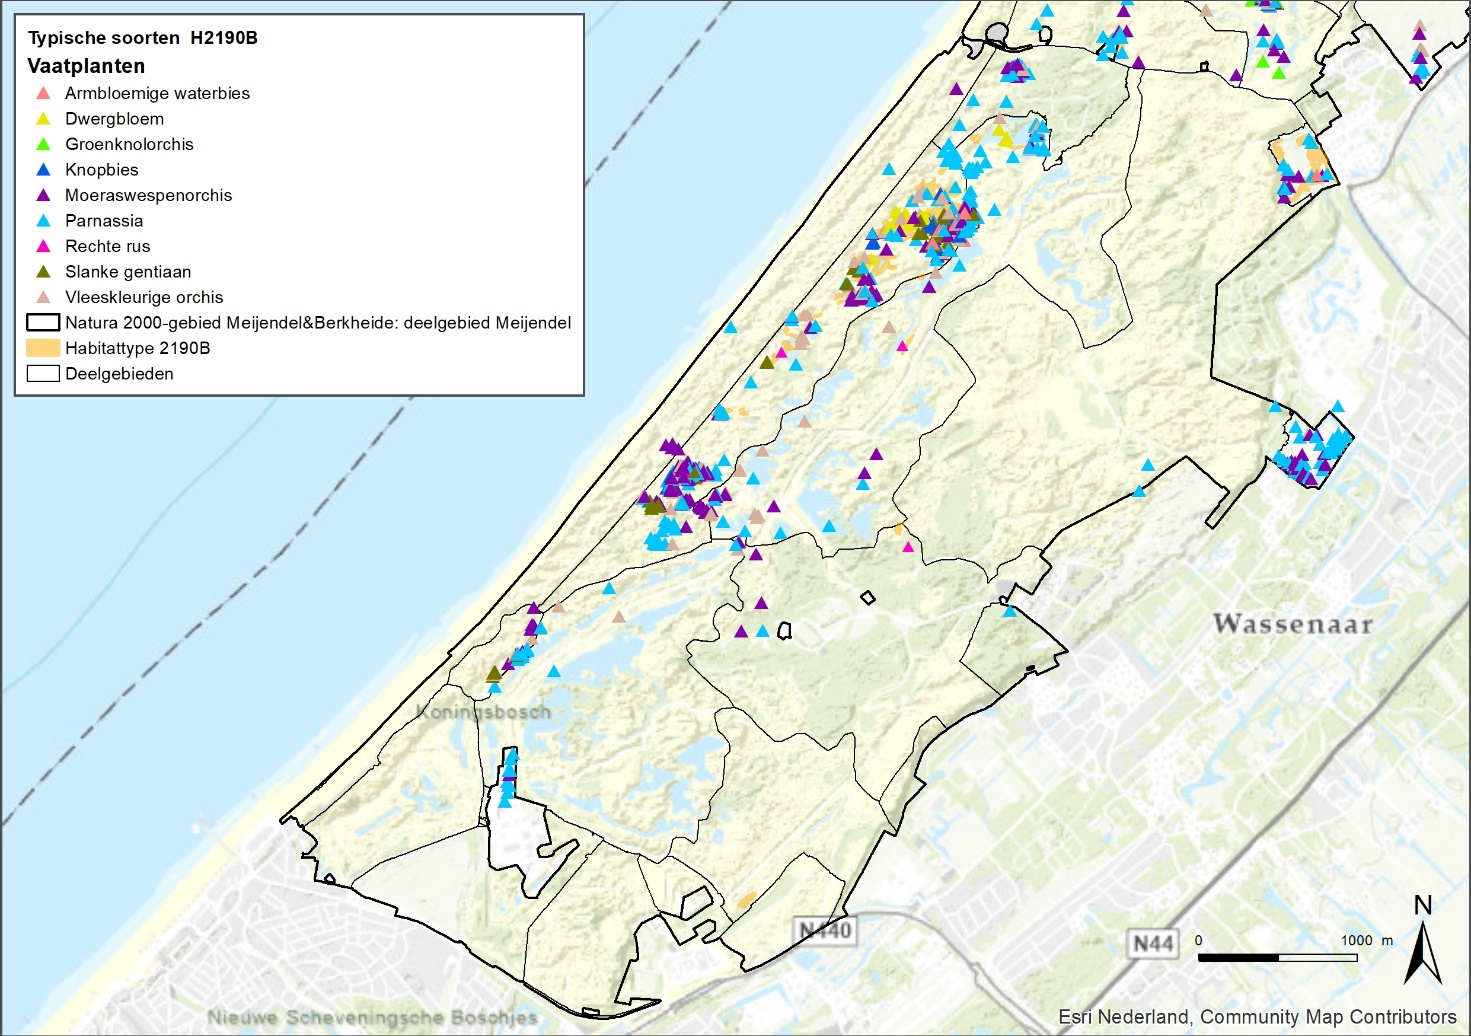 Typische soorten H2190B
Vaatplanten
Armbloemige waterbies
Dwergbloem
Groenknolorchis
Knopbies
Moeraswespenorchis
Parnassia
Rechte rus
Slanke gentiaan
Vleeskleurige orchis
Natura 2000-gebied Meijendel&Berkheide: deelgebied Meijendel
Habitattype 2190B
Deelgebieden
Wassenaar
Koningsbosch
N440
N44
N
0 1000 m
Nieuwe Scheveningsche Boschjes
Esri Nederland, Community Map Contributors